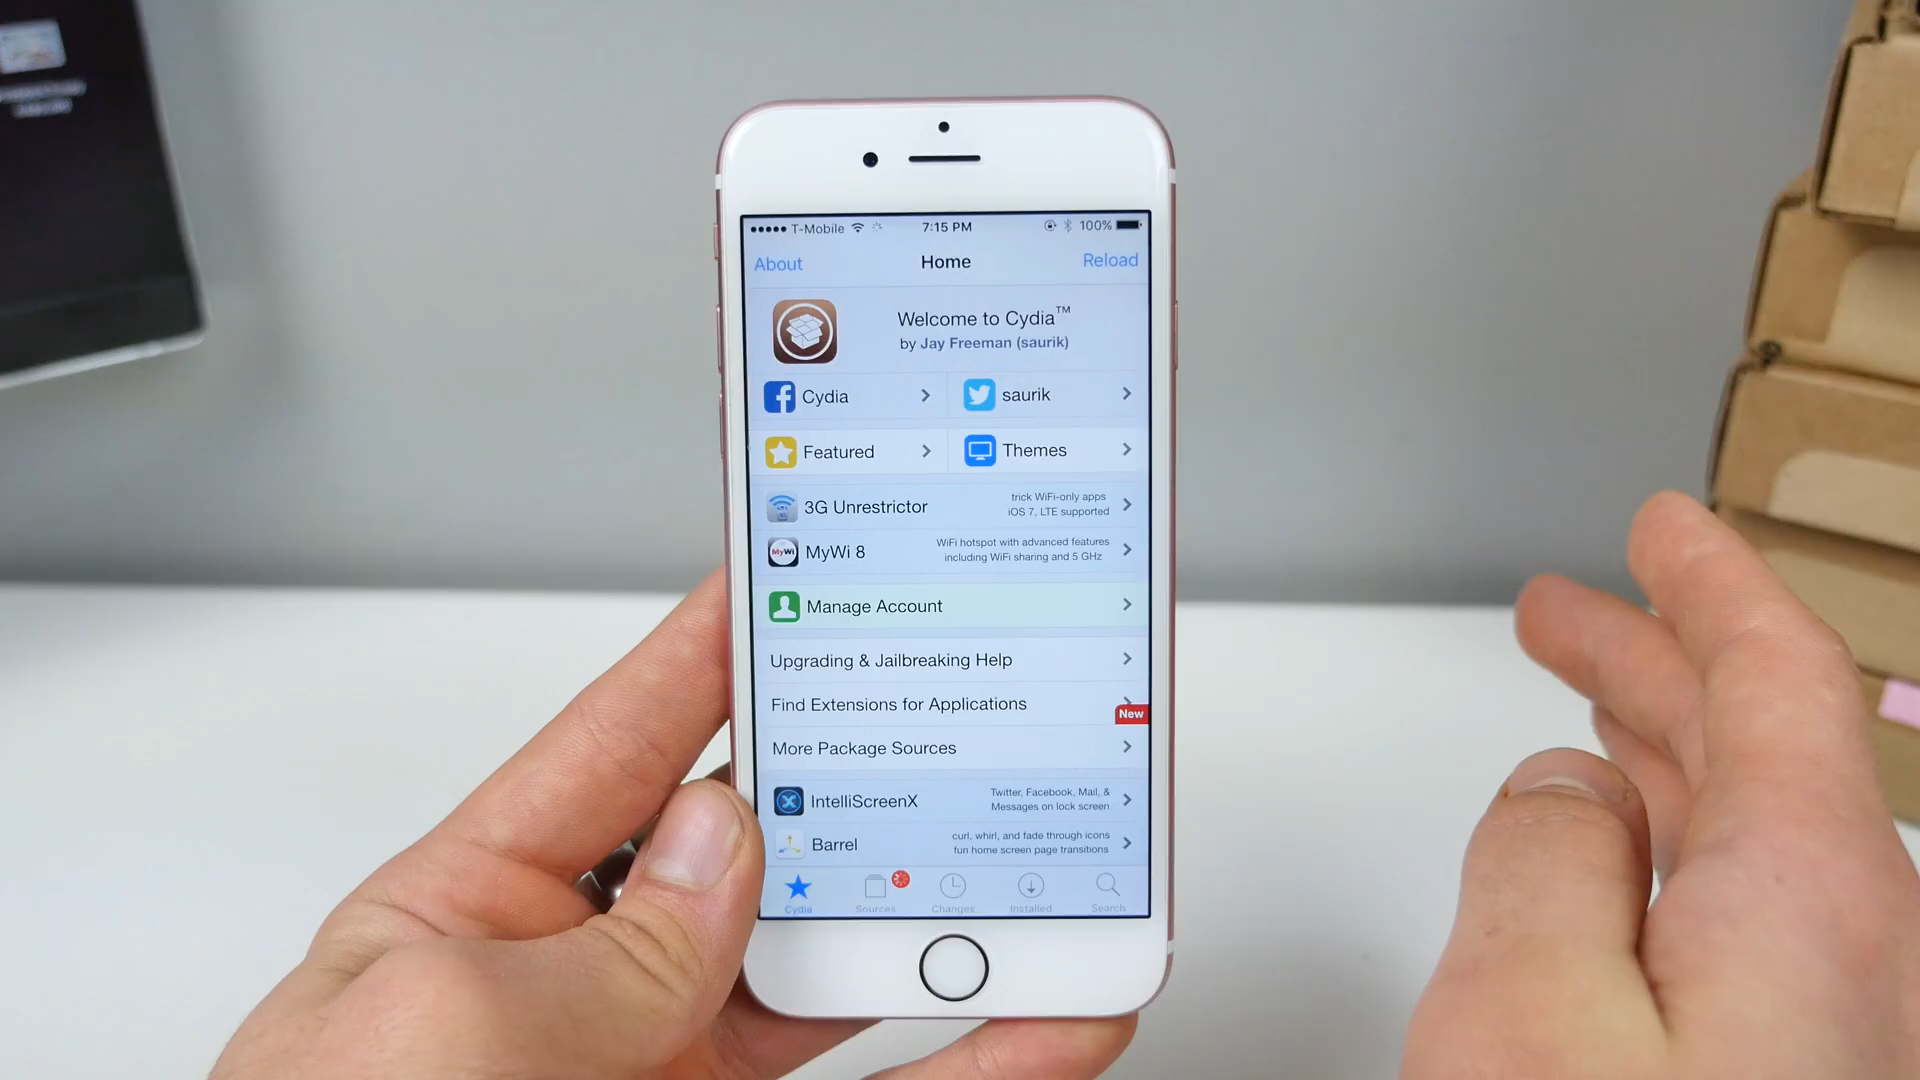 T-Mobile 7:15 PM 100%
About Home Reload
Welcome to Cydia™
by Jay Freeman (saurik)
Cydia saurik
Featured Themes
3G Unrestrictor
trick WiFi-only apps
iOS 7, LTE supported
MyWi
MyWi 8
WiFi hotspot with advanced features
including WiFi sharing and 5 GHz
Manage Account
Upgrading & Jailbreaking Help
Find Extensions for Applications
New
More Package Sources
IntelliScreenX
Twitter, Facebook, Mail, &
Messages on lock screen
Barrel
curl, whirl, and fade through icons
fun home screen page transitions
Cydia Sources Changes Installed Search